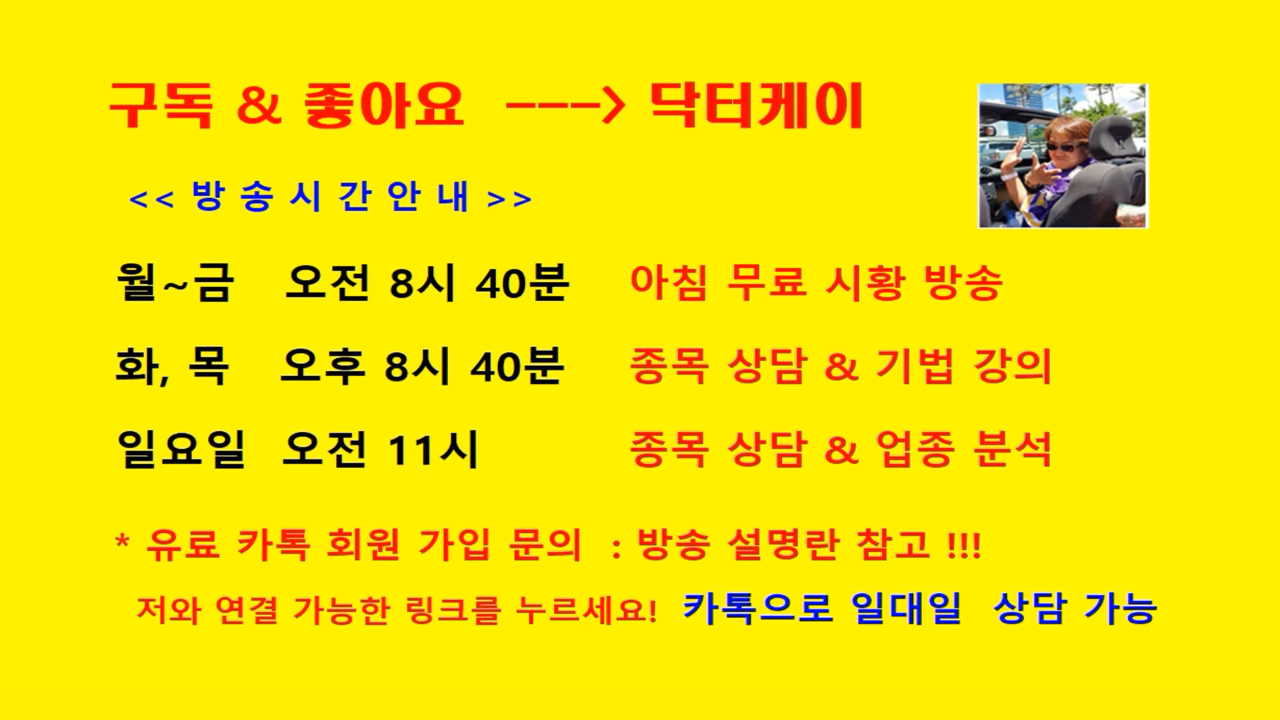 구독 & 좋아요 ---> 닥터케이
<< 방 송 시 간 안 내 >>
월~금 오전 8시 40분 아침 무료 시황 방송
화, 목 오후 8시 40분 종목 상담 & 기법 강의
일요일 오전 11시 종목 상담 & 업종 분석
* 유료 카톡 회원 가입 문의 : 방송 설명란 참고 !!!
저와 연결 가능한 링크를 누르세요! 카톡으로 일대일 상담 가능